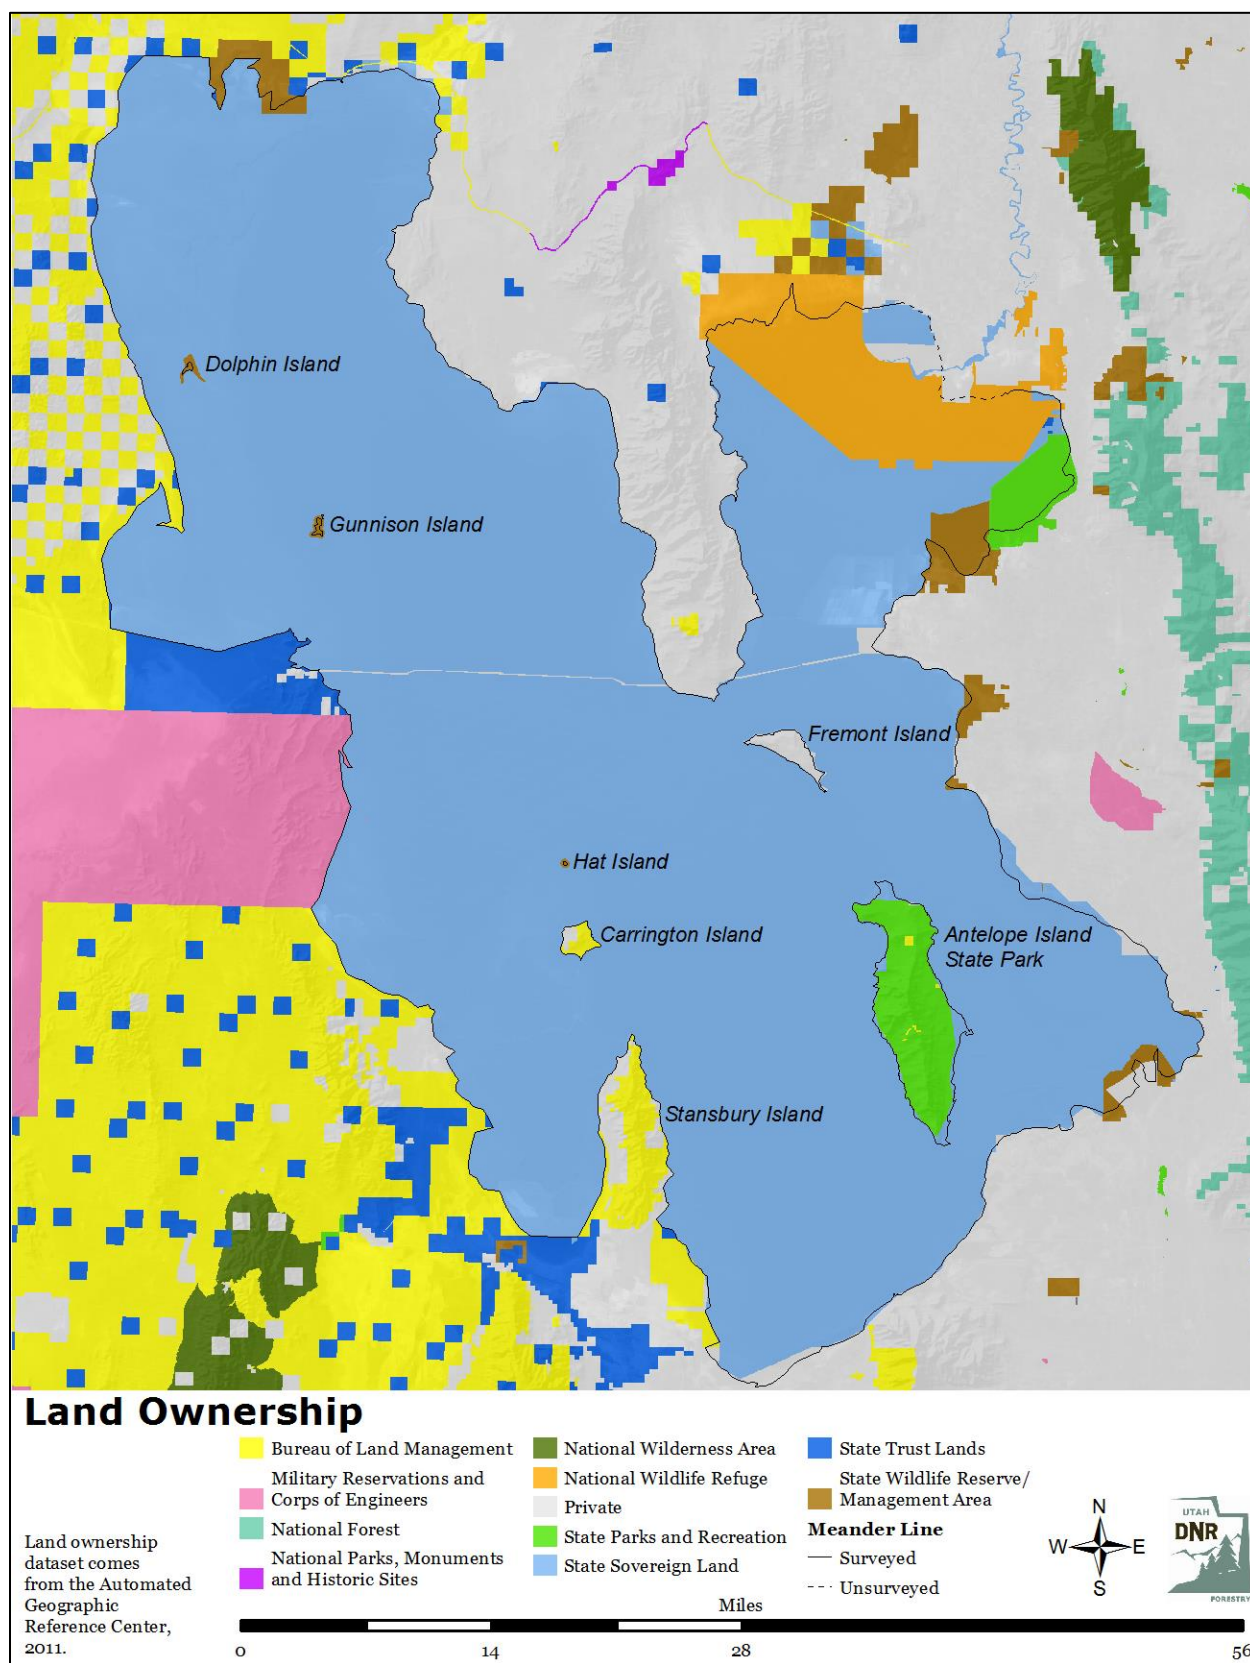 Dolphin Island
Gunnison Island
Fremont Island
Hat Island
Carrington Island
Antelope Island
State Park
Stansbury Island
Land Ownership
Land ownership
dataset comes
from the Automated
Geographic
Reference Center,
2011.
Bureau of Land Management
Military Reservations and
Corps of Engineers
National Forest
National Parks, Monuments
and Historic Sites
National Wilderness Area
National Wildlife Refuge
Private
State Parks and Recreation
State Sovereign Land
State Trust Lands
State Wildlife Reserve/
Management Area
Meander Line
Surveyed
Unsurveyed
N
W E
S
UTAH
DNR
FORESTRY
Miles
0 14 28 56